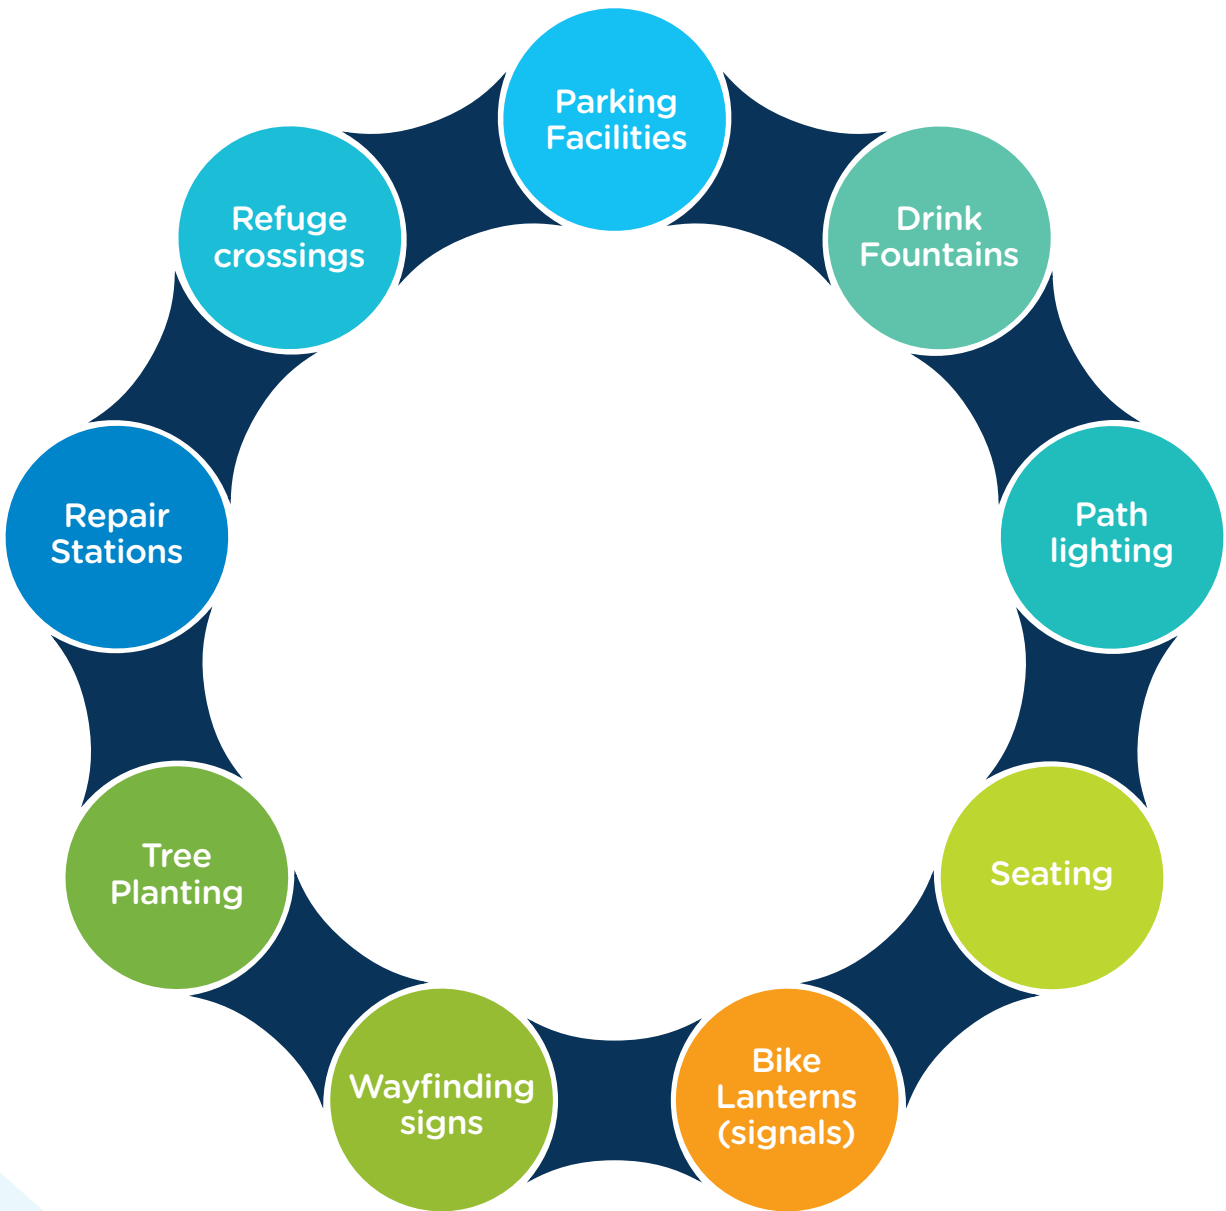 Parking
Facilities
Drink
Fountains
Path
lighting
Seating
Bike
Lanterns
(signals)
Wayfinding
signs
Tree
Planting
Repair
Stations
Refuge
crossings